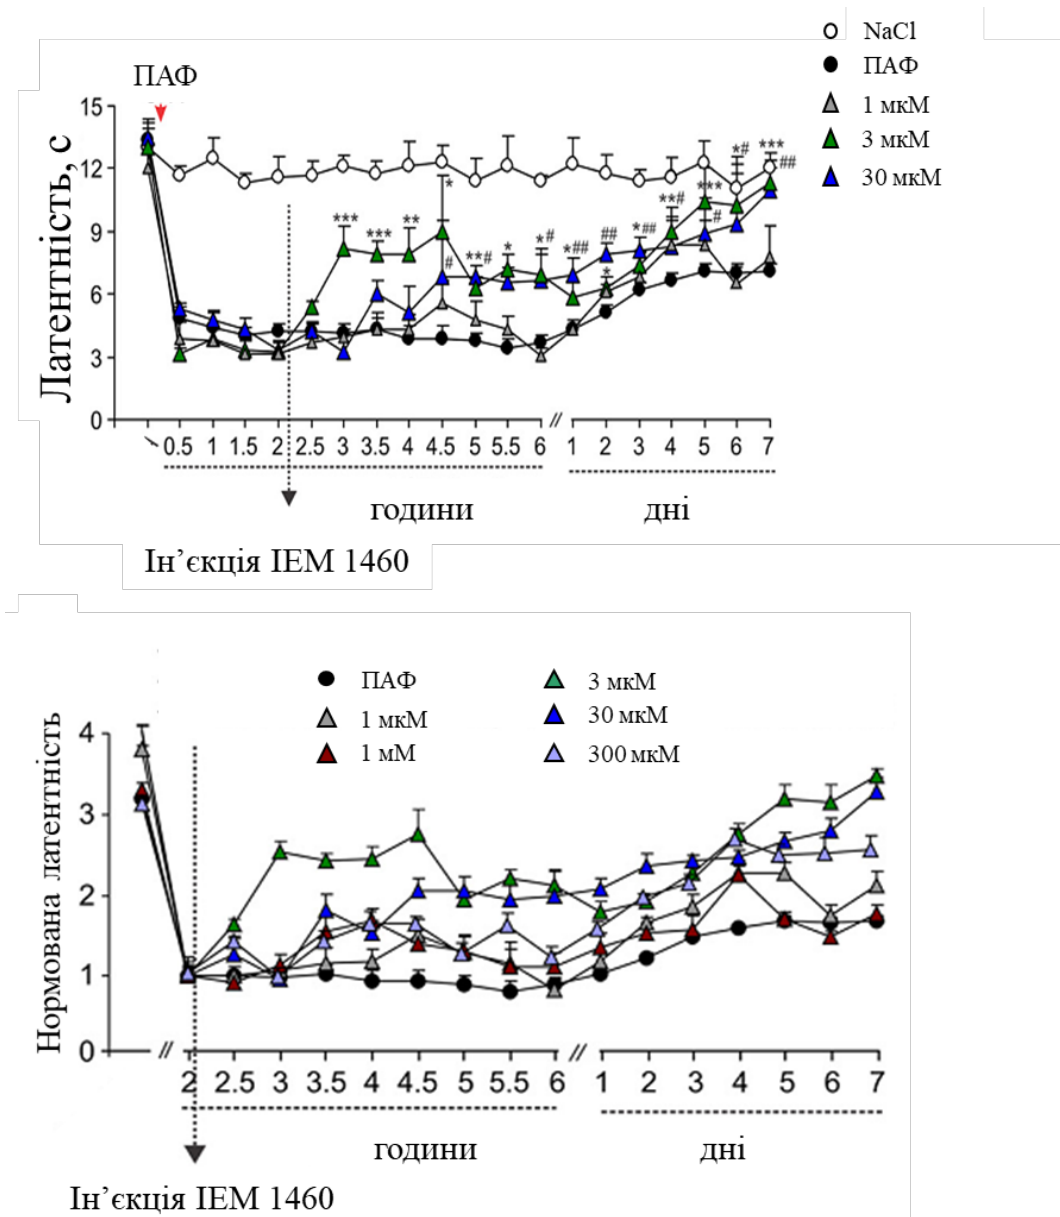 NaCl
ПАФ
ПАФ
1 мкМ
3 мкМ
30 мкМ
Латентність, с
15
12
9
6
3
0
*** *** ** * # **# * *# *## ## * *## **# *** # *# *** ##
0.5 1 1.5 2 2.5 3 3.5 4 4.5 5 5.5 6 // 1 2 3 4 5 6 7
години дні
Ін’єкція ІЕМ 1460
ПАФ 3 мкМ
1 мкМ 30 мкМ
1 мМ 300 мкМ
Нормована латентність
4
3
2
1
0
// 2 2.5 3 3.5 4 4.5 5 5.5 6 // 1 2 3 4 5 6 7
години дні
Ін’єкція ІЕМ 1460